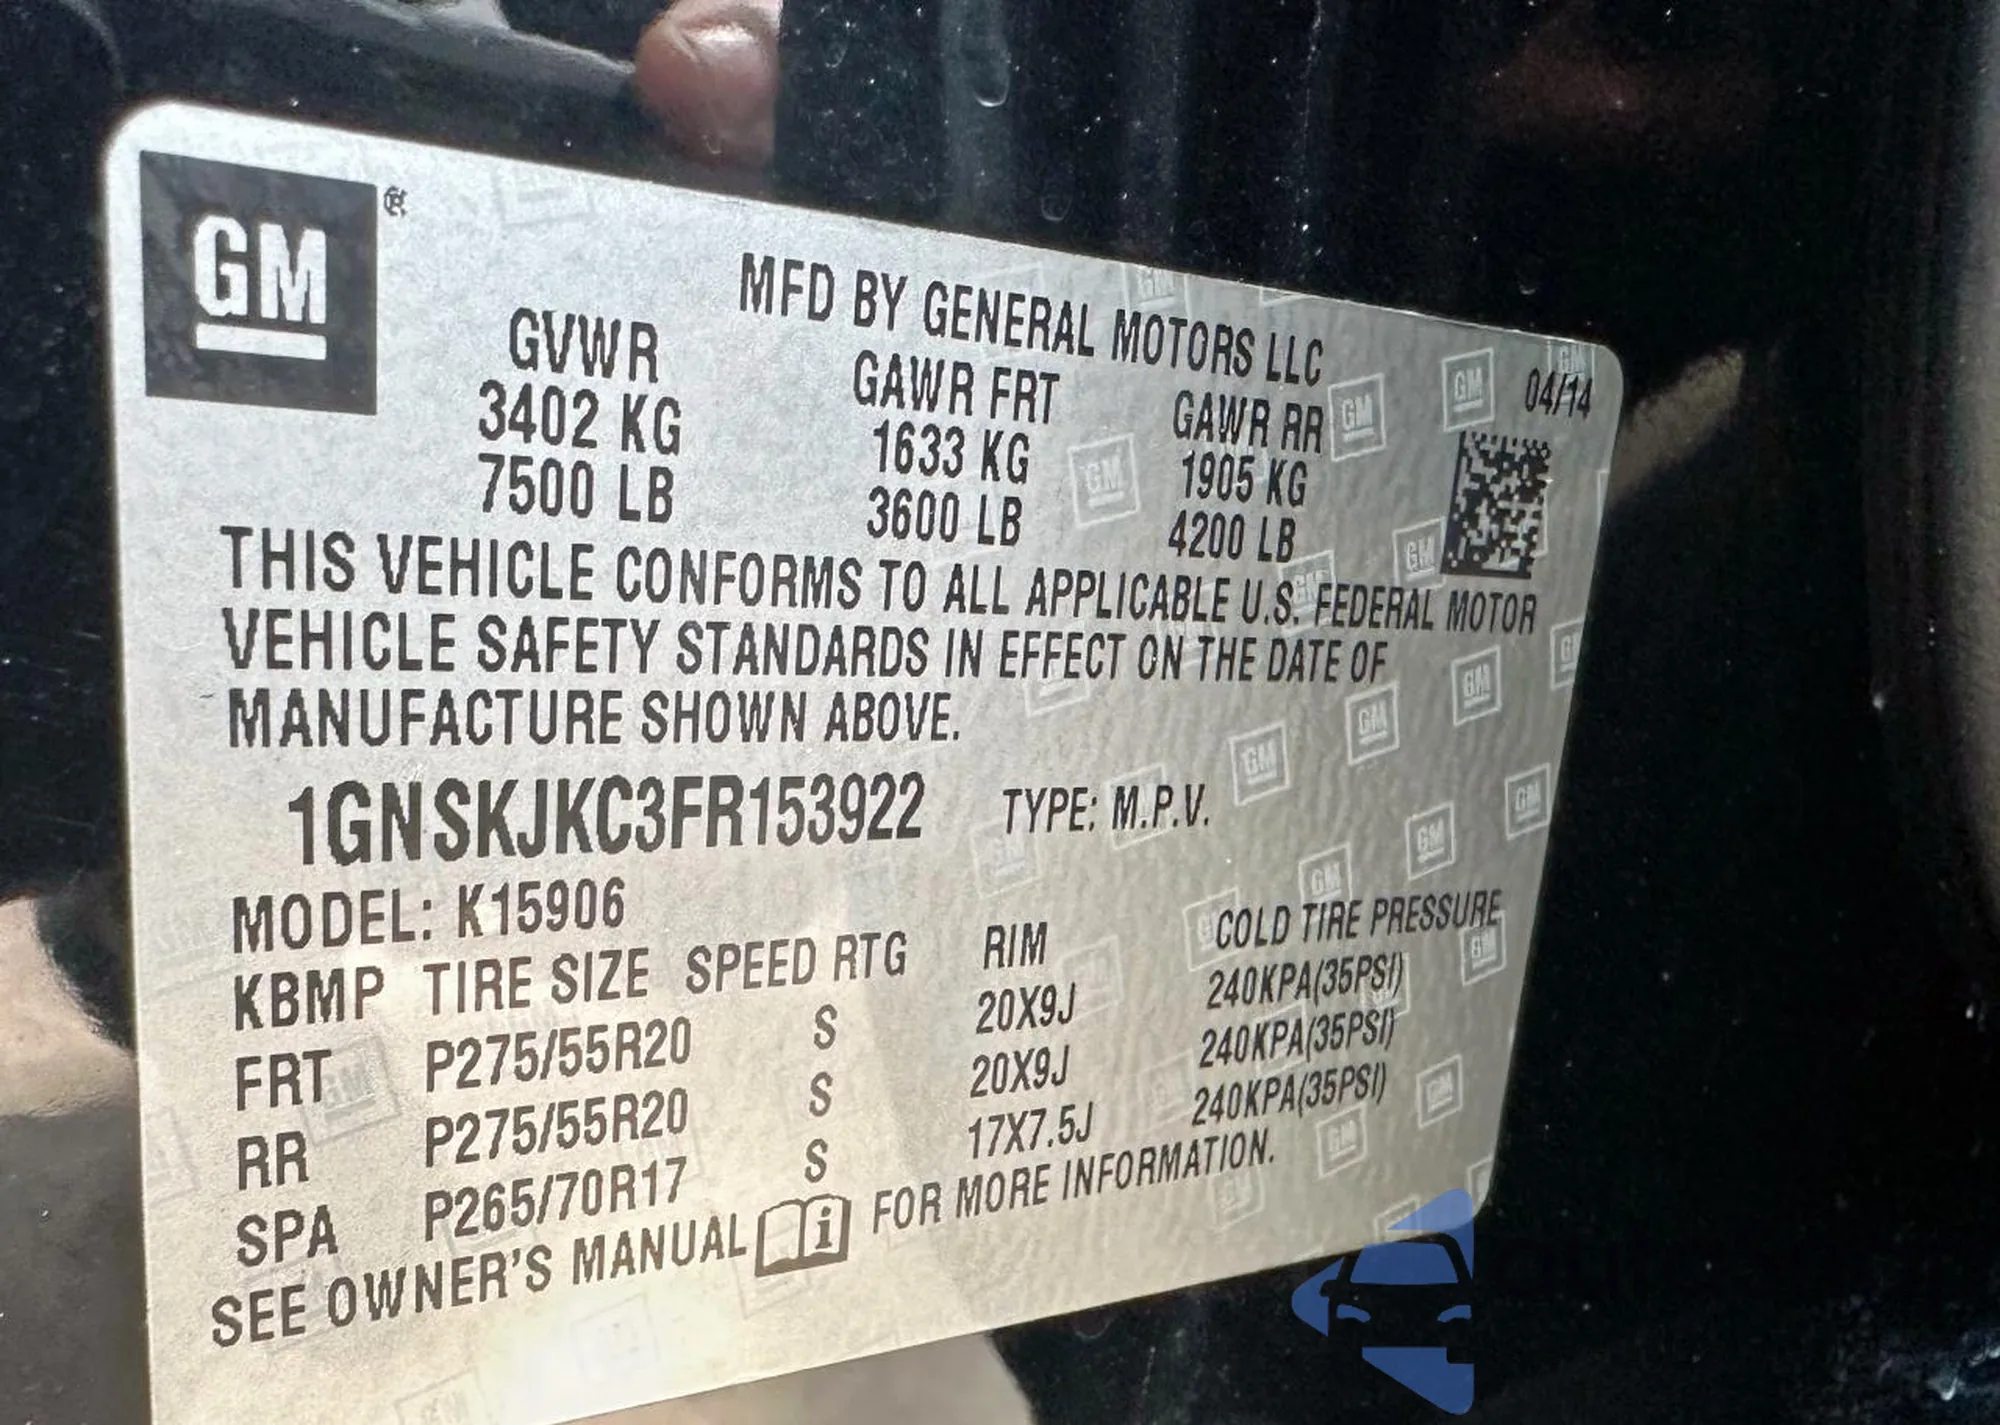 GM
MFD BY GENERAL MOTORS LLC
04/14
GVWR GAWR FRT GAWR RR
3402 KG 1633 KG 1905 KG
7500 LB 3600 LB 4200 LB
THIS VEHICLE CONFORMS TO ALL APPLICABLE U.S. FEDERAL MOTOR
VEHICLE SAFETY STANDARDS IN EFFECT ON THE DATE OF
MANUFACTURE SHOWN ABOVE.
1GNSKJKC3FR153922 TYPE: M.P.V.
MODEL: K15906
KBMP TIRE SIZE SPEED RTG RIM COLD TIRE PRESSURE
FRT P275/55R20 S 20X9J 240KPA(35PSI)
RR P275/55R20 S 20X9J 240KPA(35PSI)
SPA P265/70R17 S 17X7.5J 240KPA(35PSI)
SEE OWNER'S MANUAL i FOR MORE INFORMATION.